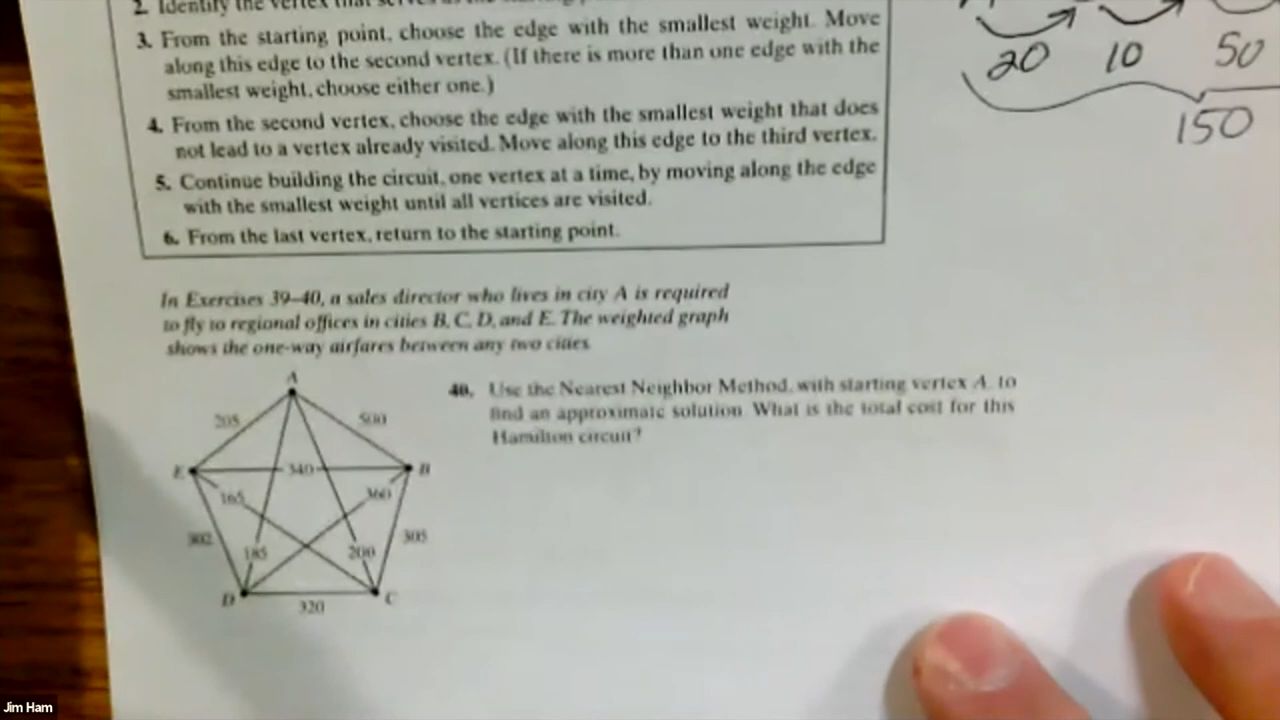 2. Identify the vertex that serves as the starting point.
3. From the starting point, choose the edge with the smallest weight. Move
along this edge to the second vertex. (If there is more than one edge with the
smallest weight, choose either one.)
4. From the second vertex, choose the edge with the smallest weight that does
not lead to a vertex already visited. Move along this edge to the third vertex.
5. Continue building the circuit, one vertex at a time, by moving along the edge
with the smallest weight until all vertices are visited.
6. From the last vertex, return to the starting point.
20 10 50
150
In Exercises 39–40, a sales director who lives in city A is required
to fly to regional offices in cities B, C, D, and E. The weighted graph
shows the one-way airfares between any two cities.
40. Use the Nearest Neighbor Method, with starting vertex A, to
find an approximate solution. What is the total cost for this
Hamilton circuit?
A
205 500
E 340 B
165 360
302 185 200 305
D C
320
Jim Ham